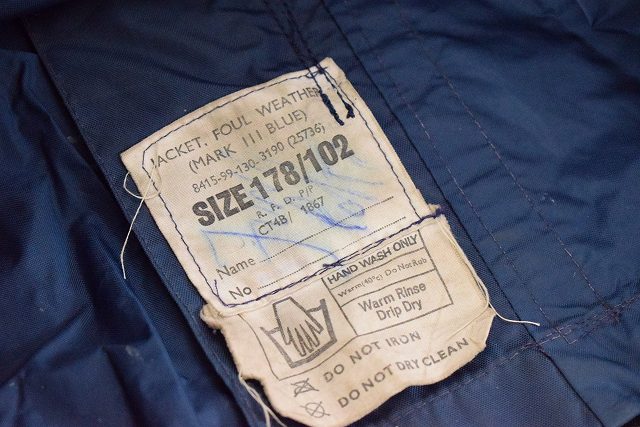 JACKET, FOUL WEATHER
(MARK III BLUE)
8415-99-130-3190 (25736)
SIZE 178/102
R. F. D. P/P
CT4B/ 1867
Name
No
HAND WASH ONLY
Warm (40°c) Do Not Rub
Warm Rinse
Drip Dry
DO NOT IRON
DO NOT DRY CLEAN